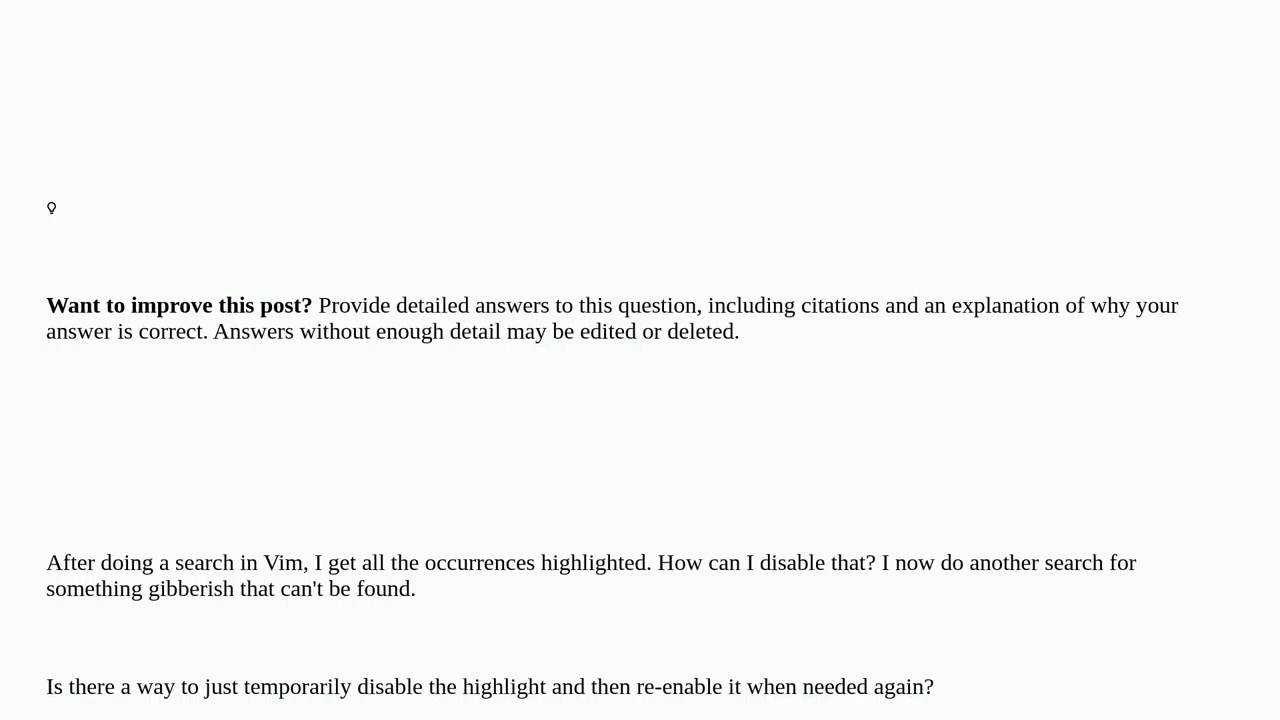 Want to improve this post? Provide detailed answers to this question, including citations and an explanation of why your
answer is correct. Answers without enough detail may be edited or deleted.
After doing a search in Vim, I get all the occurrences highlighted. How can I disable that? I now do another search for
something gibberish that can't be found.
Is there a way to just temporarily disable the highlight and then re-enable it when needed again?